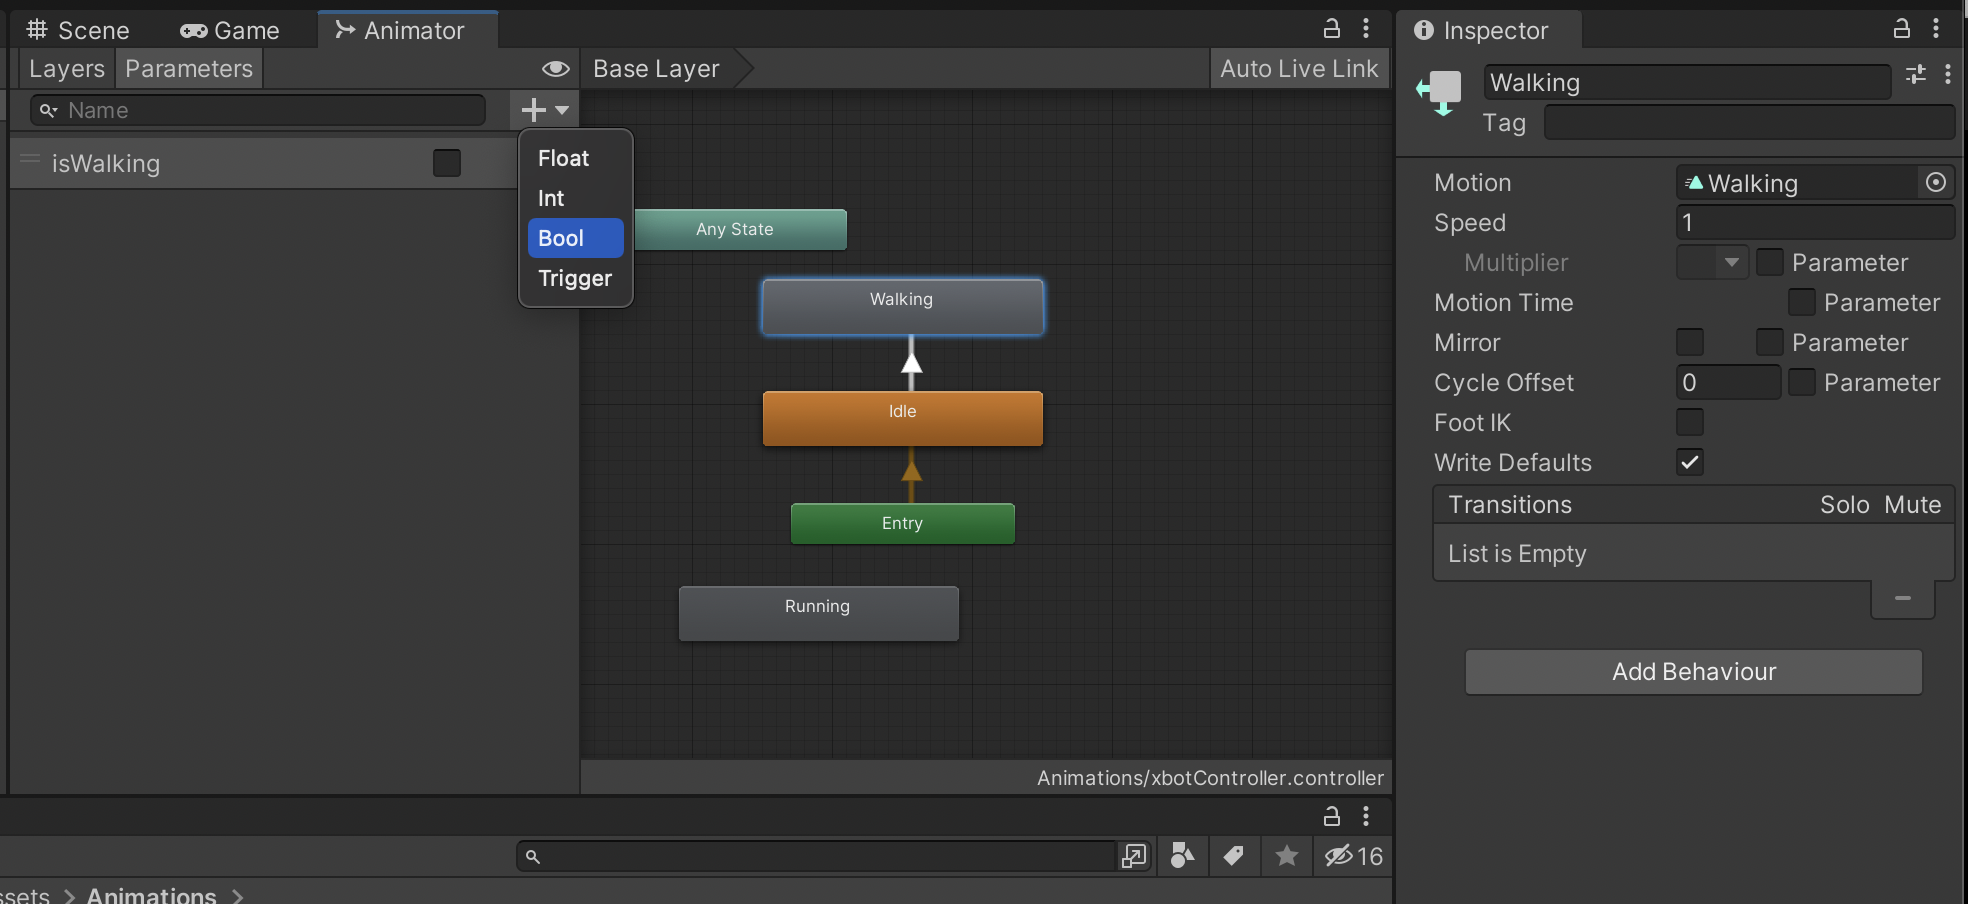 Scene
Game
Animator
Layers
Parameters
Base Layer
Auto Live Link
Name
isWalking
Float
Int
Bool
Trigger
Any State
Walking
Idle
Entry
Running
Animations/xbotController.controller
16
ssets > Animations >
Inspector
Walking
Tag
Motion Walking
Speed 1
Multiplier Parameter
Motion Time Parameter
Mirror Parameter
Cycle Offset 0 Parameter
Foot IK
Write Defaults
Transitions Solo Mute
List is Empty
Add Behaviour